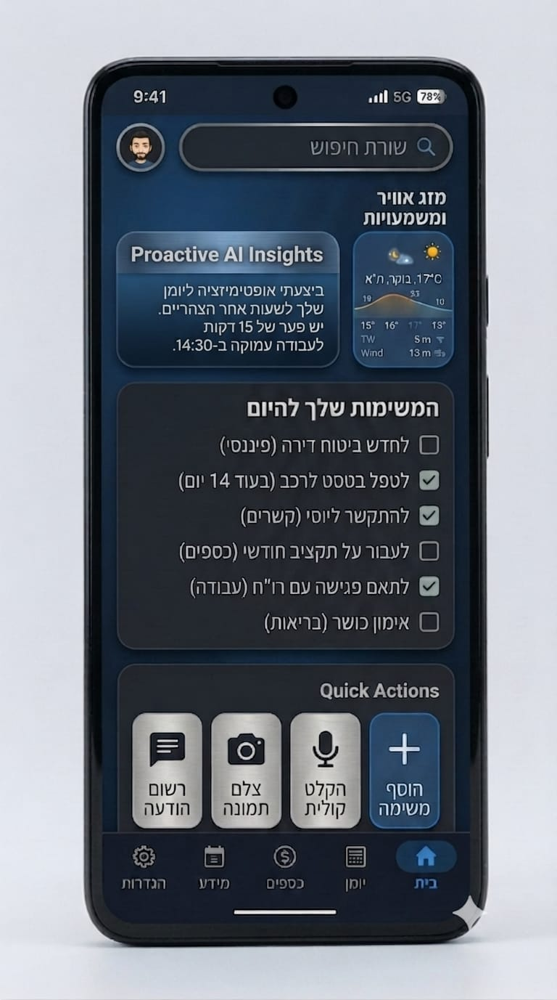 9:41
5G 78%
שורת חיפוש
מזג אוויר
ומשמעויות
17°C, בוקר, ת"א
19 23 10
15° 16° 17° 13°
TW 5 m
Wind 13 m
Proactive AI Insights
ביצעתי אופטימיזציה ליומן
שלך לשעות אחר הצהריים.
יש פער של 15 דקות
לעבודה עמוקה ב-14:30.
המשימות שלך להיום
לחדש ביטוח דירה (פיננסי)
לטפל בטסט לרכב (בעוד 14 יום)
להתקשר ליוסי (קשרים)
לעבור על תקציב חודשי (כספים)
לתאם פגישה עם רו"ח (עבודה)
אימון כושר (בריאות)
Quick Actions
הוסף
משימה
הקלט
קולית
צלם
תמונה
רשום
הודעה
בית
יומן
כספים
מידע
הגדרות